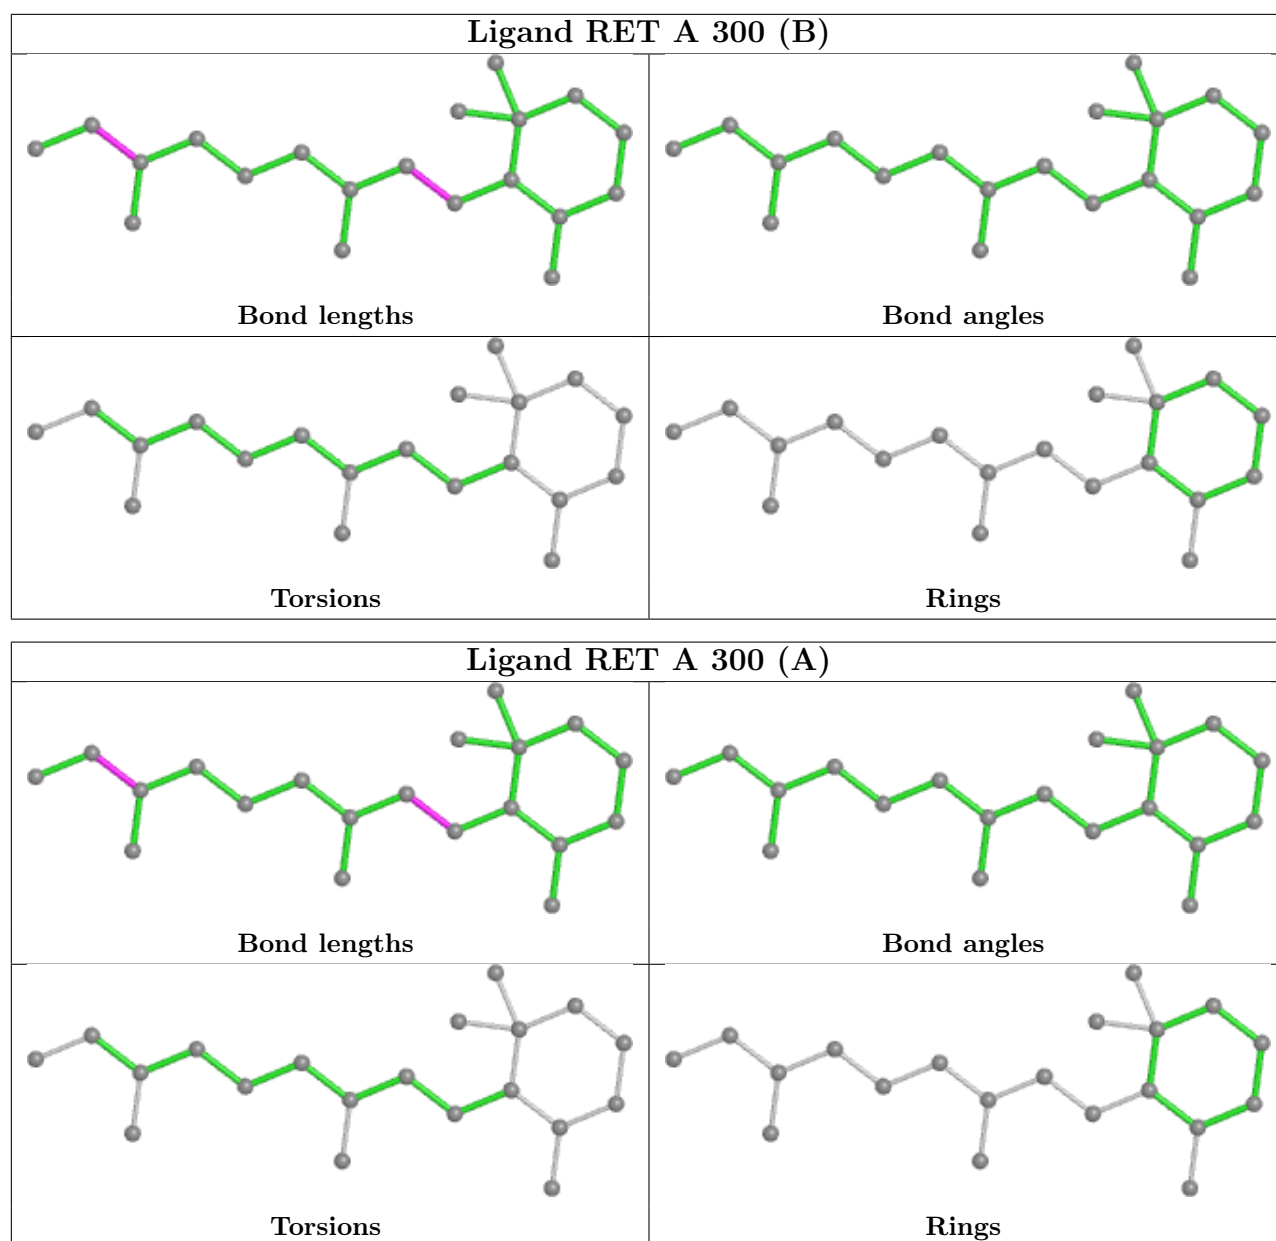 Ligand RET A 300 (B)
Bond lengths
Bond angles
Torsions
Rings
Ligand RET A 300 (A)
Bond lengths
Bond angles
Torsions
Rings